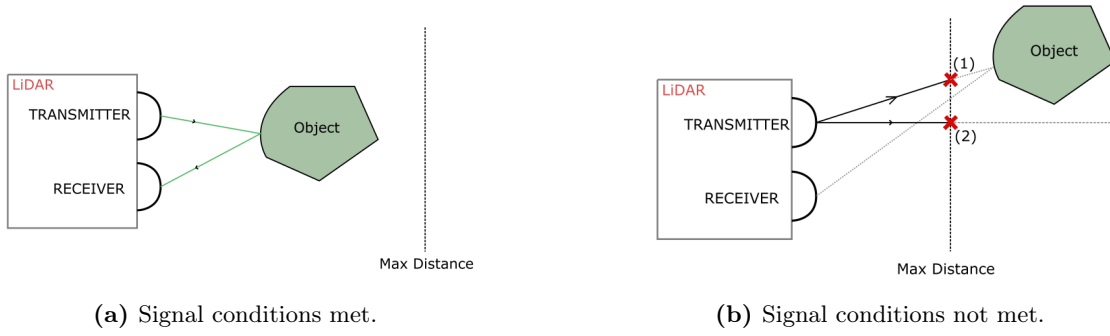 LiDAR
TRANSMITTER
Object
RECEIVER
Max Distance
(a) Signal conditions met.
LiDAR
Object
(1)
TRANSMITTER
(2)
RECEIVER
Max Distance
(b) Signal conditions not met.